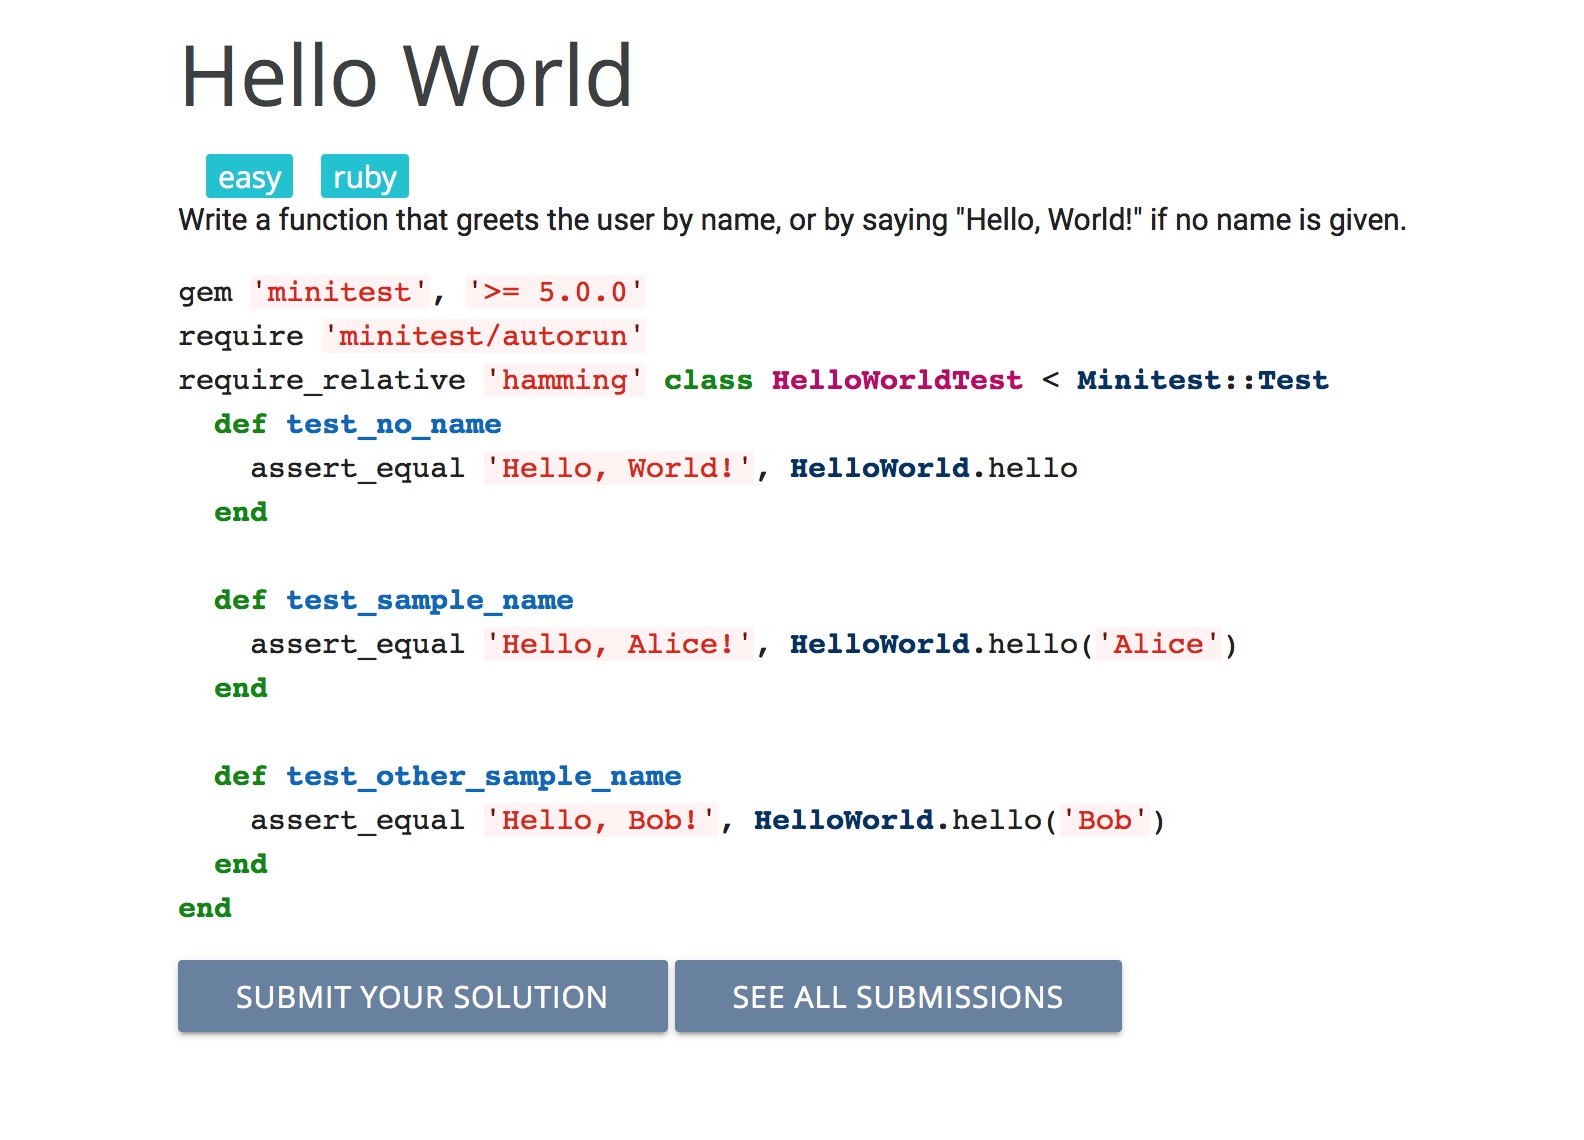 Hello World
easy ruby
Write a function that greets the user by name, or by saying "Hello, World!" if no name is given.
gem 'minitest', '>= 5.0.0'
require 'minitest/autorun'
require_relative 'hamming' class HelloWorldTest < Minitest::Test
  def test_no_name
    assert_equal 'Hello, World!', HelloWorld.hello
  end
  def test_sample_name
    assert_equal 'Hello, Alice!', HelloWorld.hello('Alice')
  end
  def test_other_sample_name
    assert_equal 'Hello, Bob!', HelloWorld.hello('Bob')
  end
end
SUBMIT YOUR SOLUTION SEE ALL SUBMISSIONS